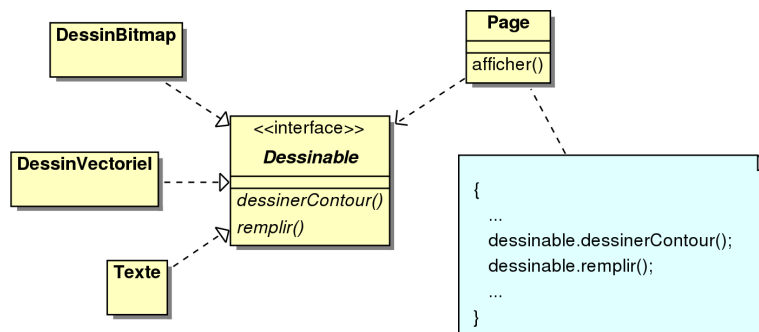 DessinBitmap
Page
afficher()
<<interface>>
Dessinable
dessinerContour()
remplir()
DessinVectoriel
Texte
{
...
dessinable.dessinerContour();
dessinable.remplir();
...
}